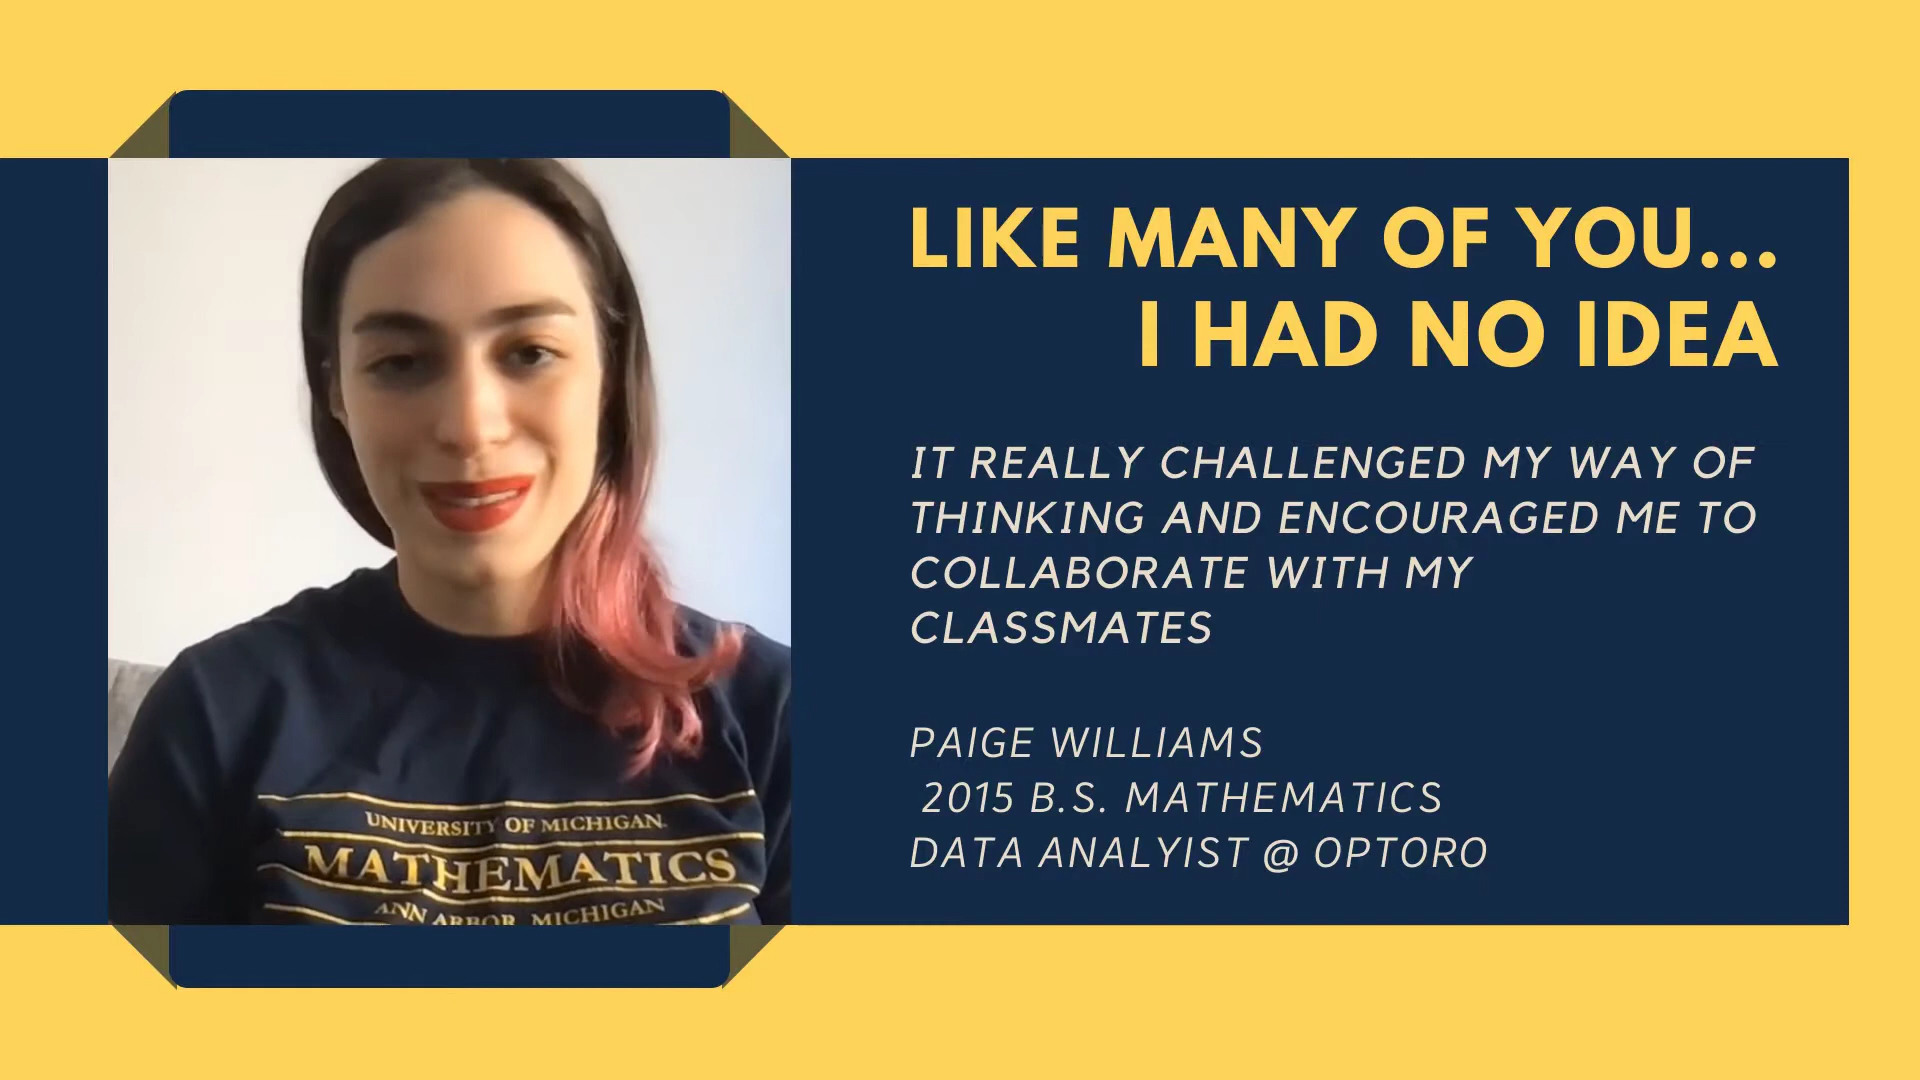 LIKE MANY OF YOU...
I HAD NO IDEA
IT REALLY CHALLENGED MY WAY OF
THINKING AND ENCOURAGED ME TO
COLLABORATE WITH MY
CLASSMATES
PAIGE WILLIAMS
2015 B.S. MATHEMATICS
DATA ANALYIST @ OPTORO
UNIVERSITY OF MICHIGAN
MATHEMATICS
ANN ARBOR, MICHIGAN